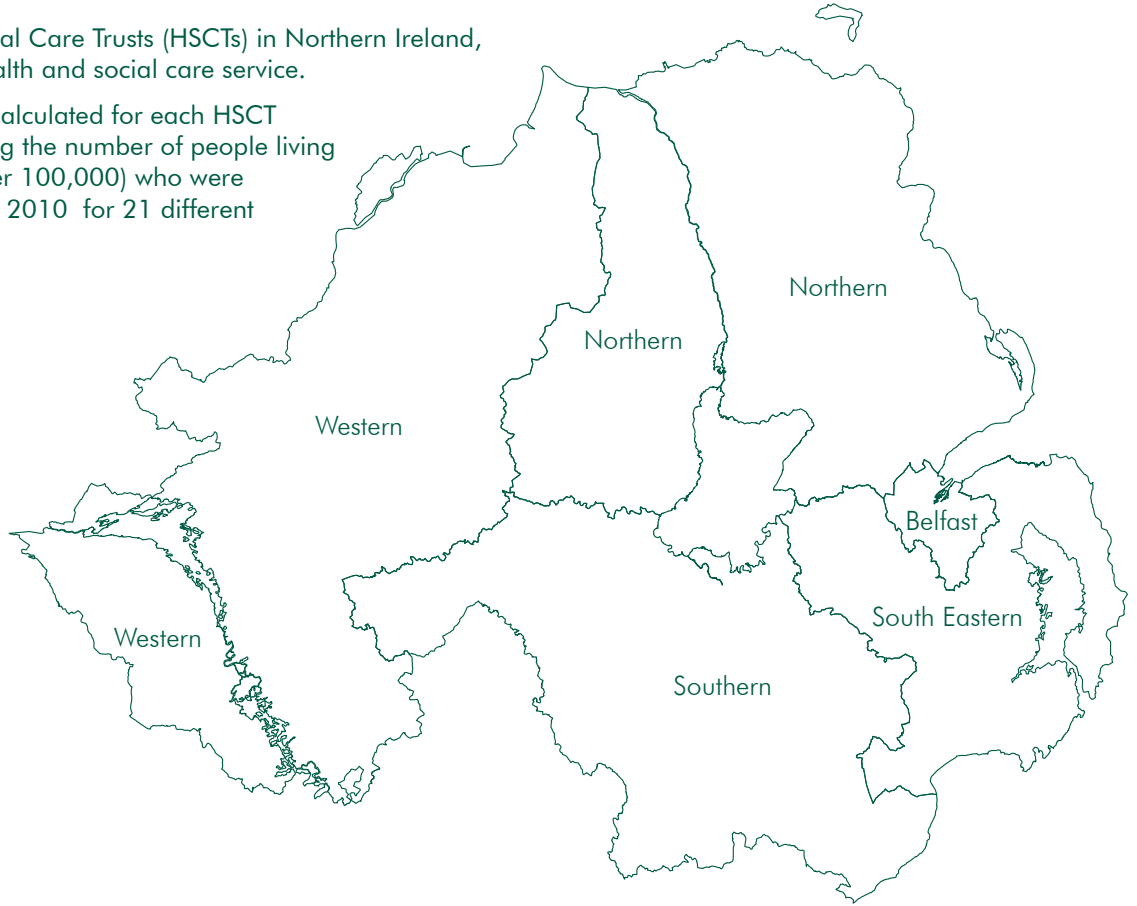 al Care Trusts (HSCTs) in Northern Ireland,
alth and social care service.
alculated for each HSCT
g the number of people living
er 100,000) who were
2010 for 21 different
Northern
Northern
Western
Belfast
South Eastern
Western
Southern